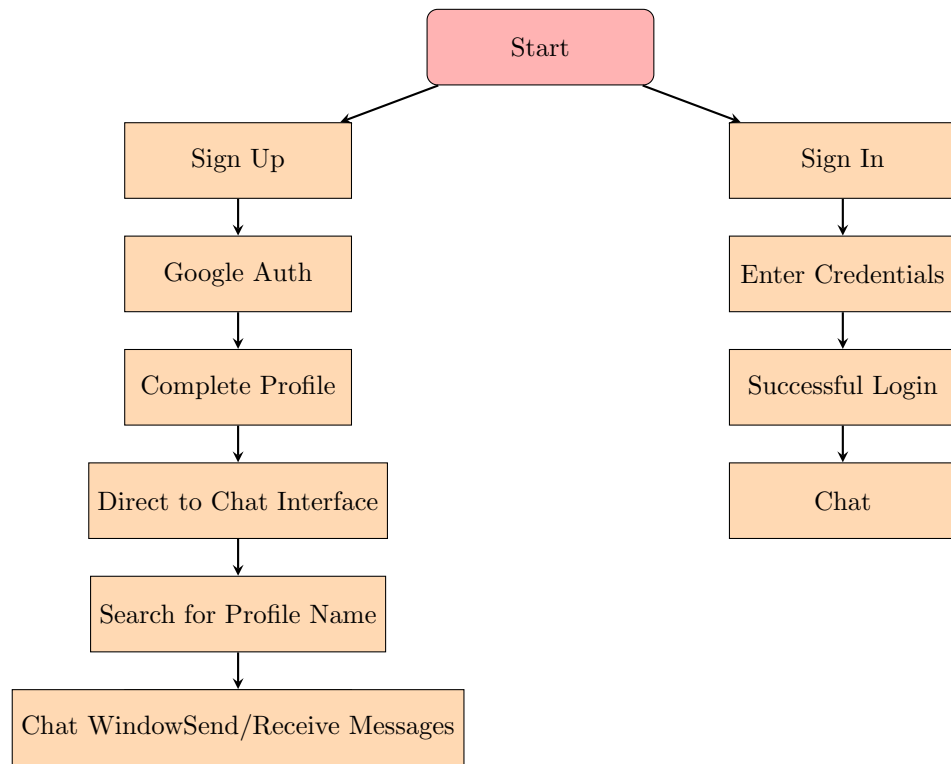 Start
Sign Up
Sign In
Google Auth
Enter Credentials
Complete Profile
Successful Login
Direct to Chat Interface
Chat
Search for Profile Name
Chat WindowSend/Receive Messages